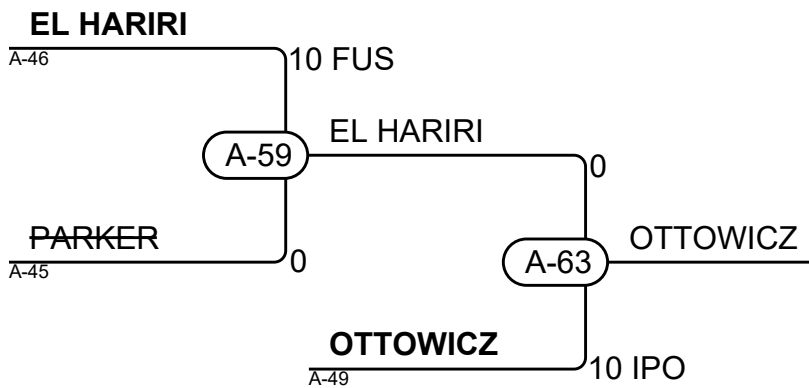 EL HARIRI
A-46
10 FUS
A-59
EL HARIRI
0
PARKER
A-45
0
A-63
OTTOWICZ
OTTOWICZ
A-49
10 IPO